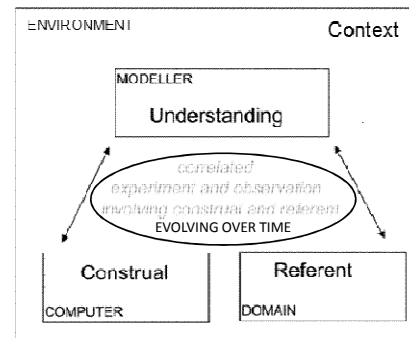 ENVIRONMENT
Context
MODELLER
Understanding
correlated
experiment and observation
involving construal and referent
EVOLVING OVER TIME
Construal
Referent
COMPUTER
DOMAIN